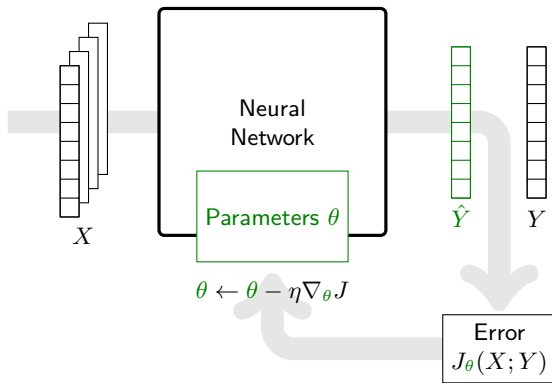 Neural
Network
Parameters θ
X
Ŷ
Y
θ ← θ − η∇θJ
Error
Jθ(X; Y)